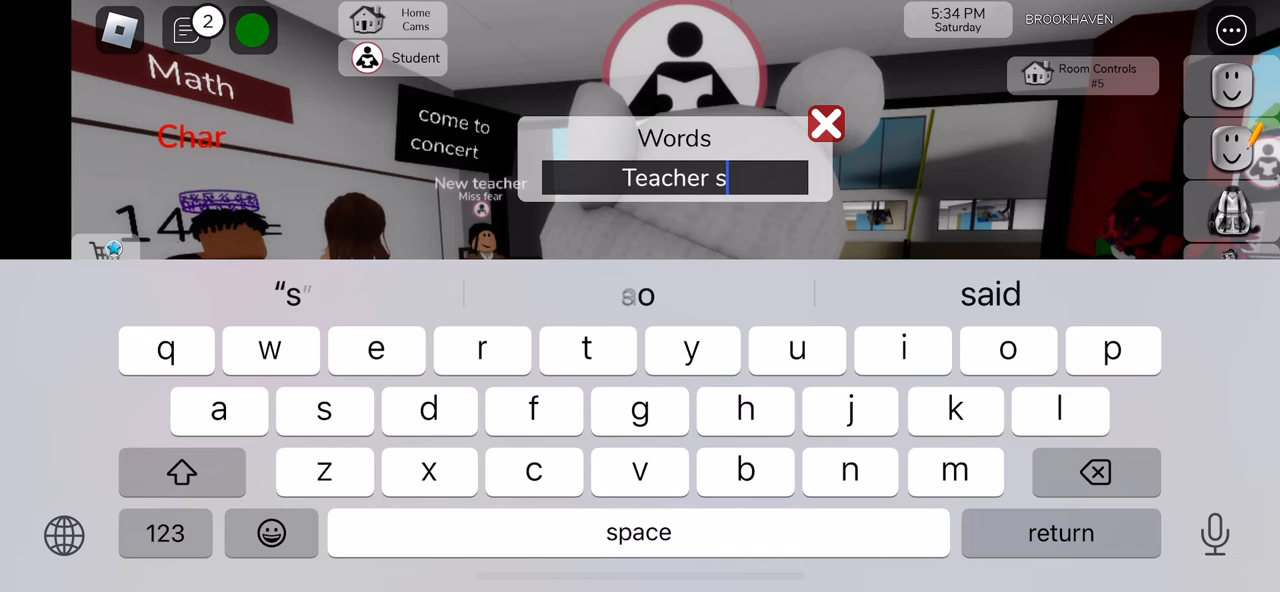 2
Home
Cams
Student
5:34 PM
Saturday
BROOKHAVEN
Room Controls
#5
Math
Char
come to
concert
New teacher
Miss fear
14
Words
Teacher s
“s”
so
said
q w e r t y u i o p
a s d f g h j k l
z x c v b n m
123
space
return